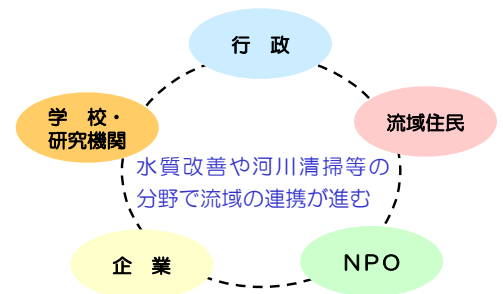 行　政
学　校・
研究機関
流域住民
水質改善や河川清掃等の
分野で流域の連携が進む
企　業
NPO